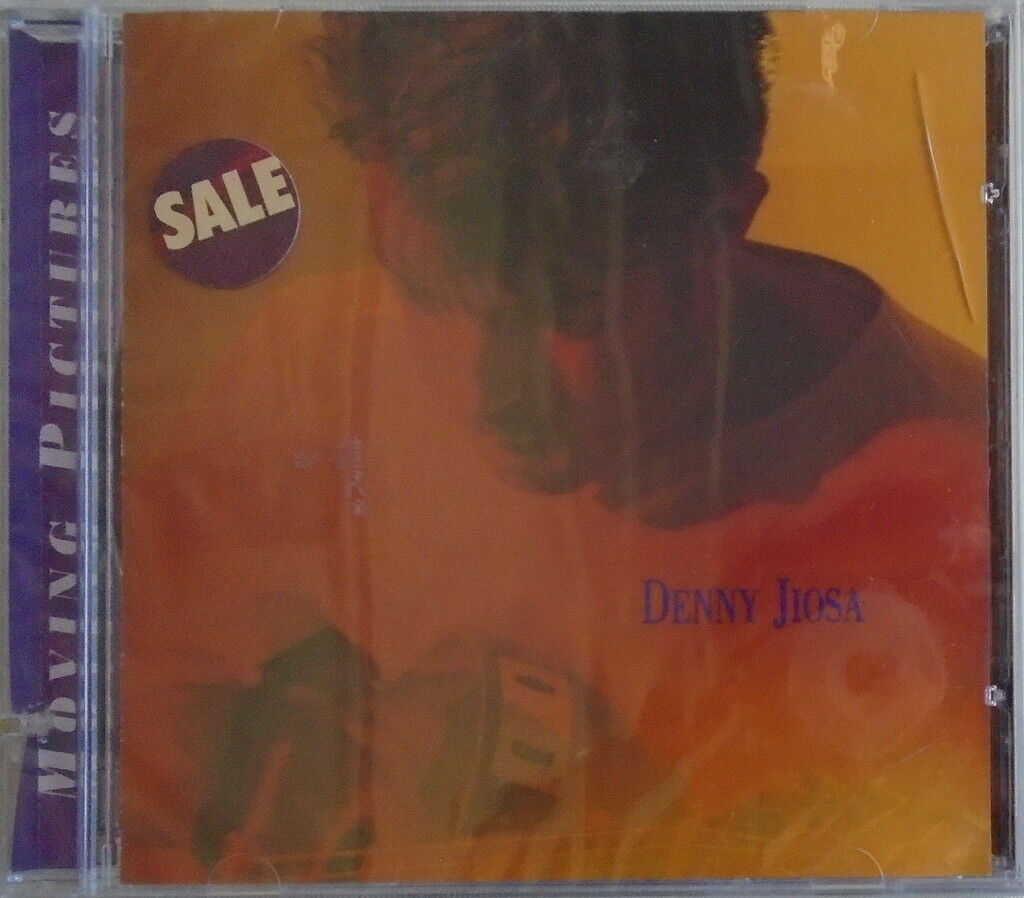 MOVING PICTURES
SALE
DENNY JIOSA